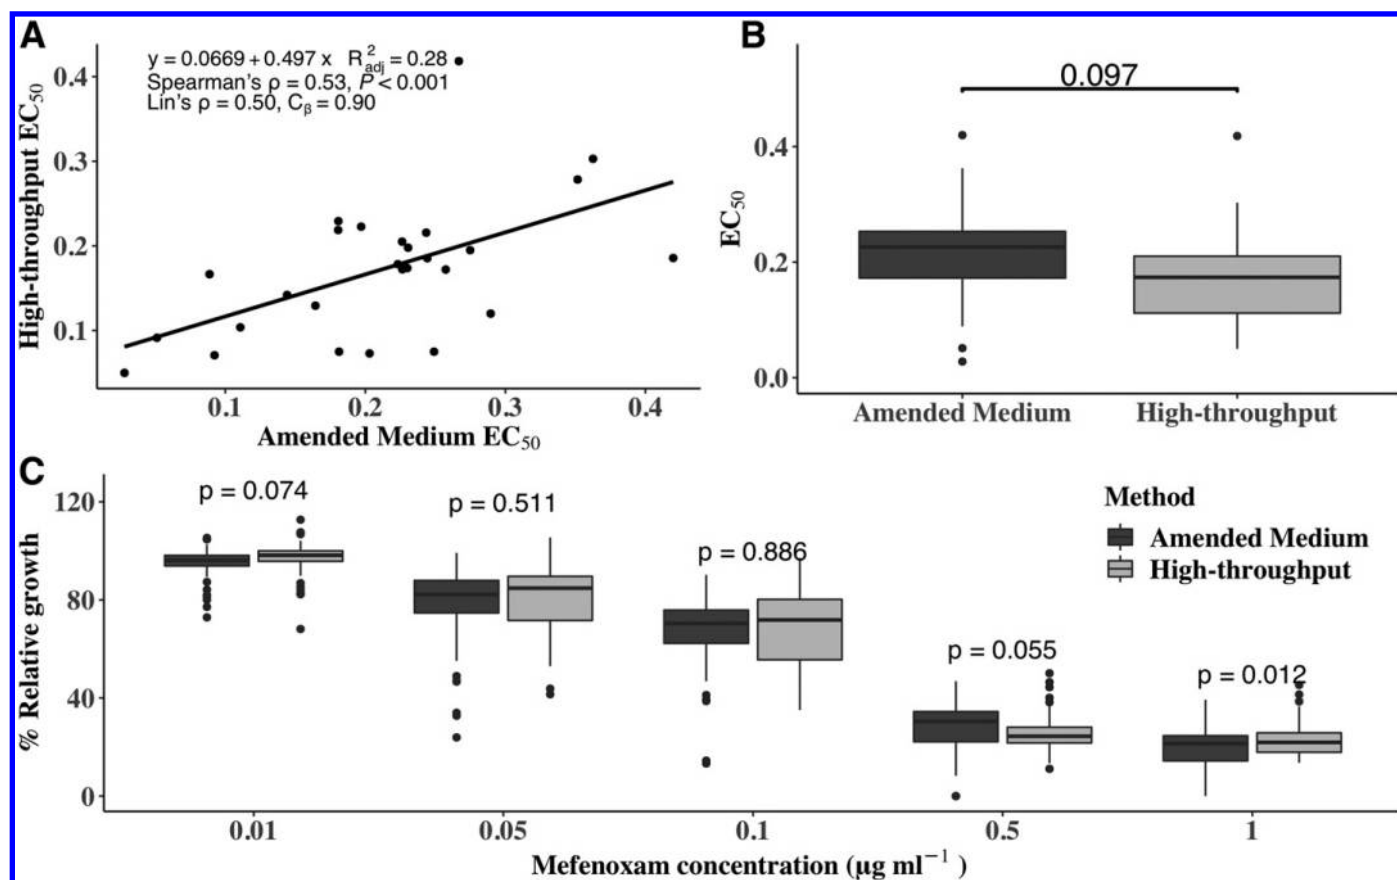 A
y = 0.0669 + 0.497 x R²adj = 0.28
Spearman's ρ = 0.53, P < 0.001
Lin's ρ = 0.50, Cβ = 0.90
High-throughput EC50
0.4
0.3
0.2
0.1
0.1 0.2 0.3 0.4
Amended Medium EC50
B
0.097
EC50
0.4
0.2
0.0
Amended Medium High-throughput
C
% Relative growth
120
80
40
0
p = 0.074
p = 0.511
p = 0.886
p = 0.055
p = 0.012
Method
Amended Medium
High-throughput
0.01 0.05 0.1 0.5 1
Mefenoxam concentration (µg ml⁻¹ )